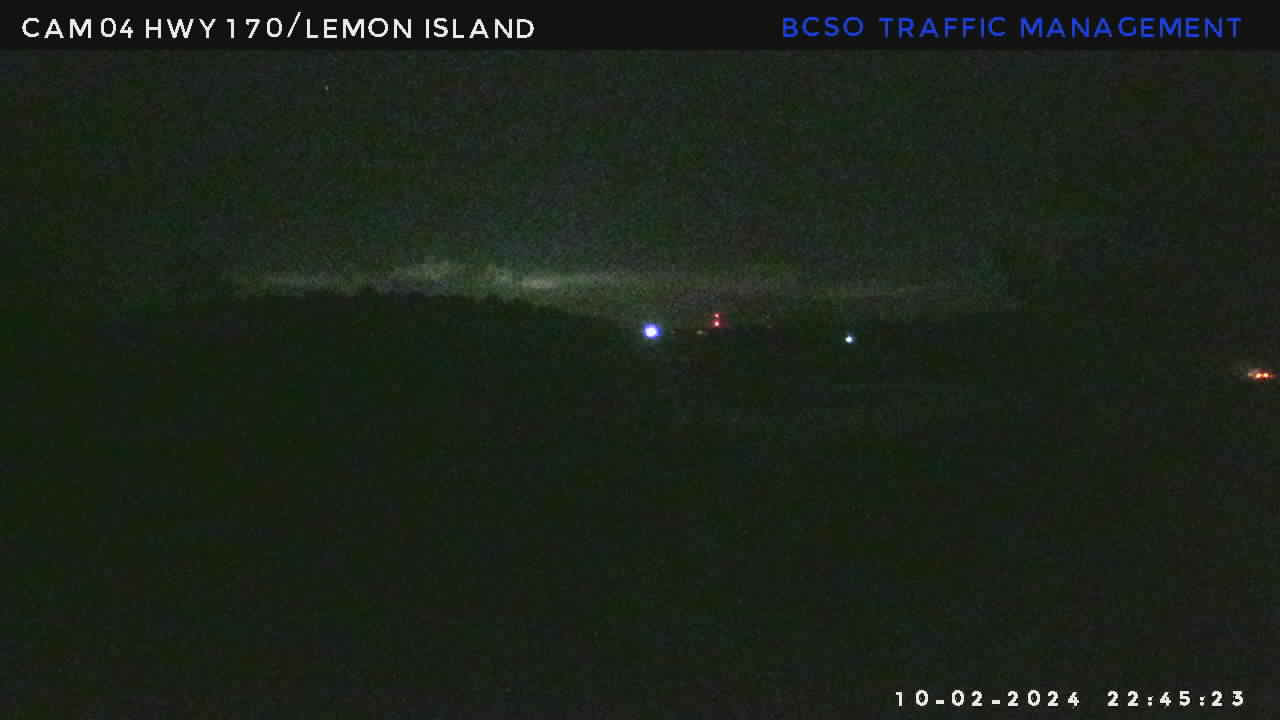 CAM04 HWY 170/LEMON ISLAND
BCSO TRAFFIC MANAGEMENT
10-02-2024 22:45:23